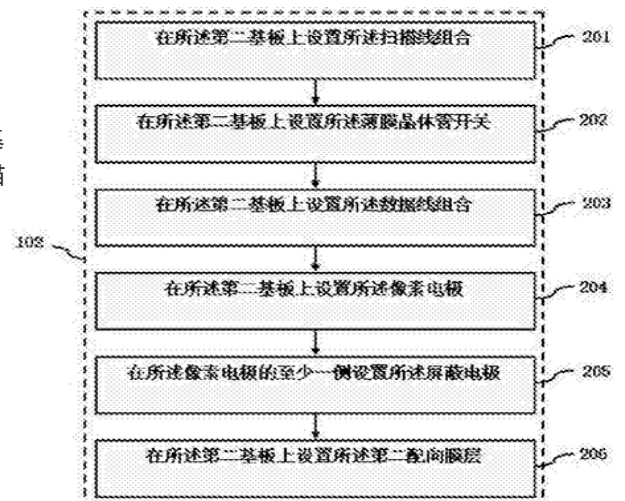 在所述第二基板上设置所述扫描线组合
201
在所述第二基板上设置所述薄膜晶体管开关
202
在所述第二基板上设置所述数据线组合
203
102
在所述第二基板上设置所述像素电极
204
在所述像素电极的至少一侧设置所述屏蔽电极
205
在所述第二基板上设置所述第二配向膜层
206